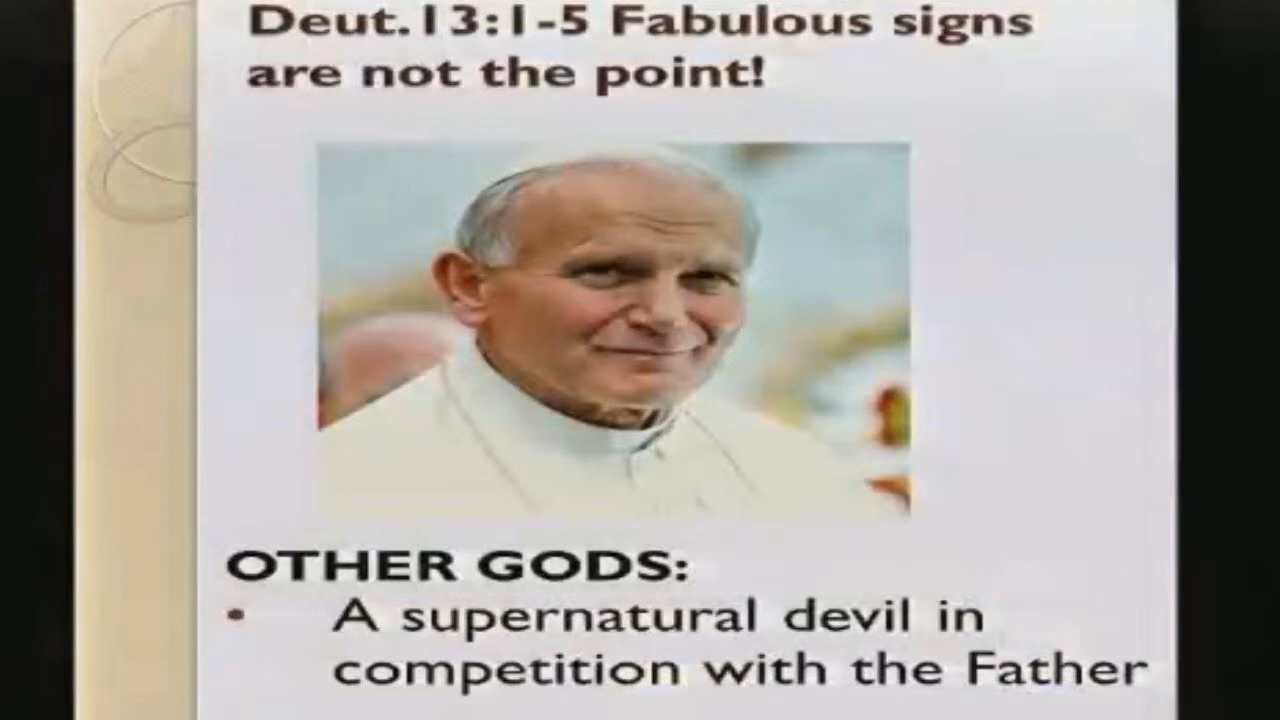 Deut.13:1-5 Fabulous signs
are not the point!
OTHER GODS:
• A supernatural devil in
competition with the Father